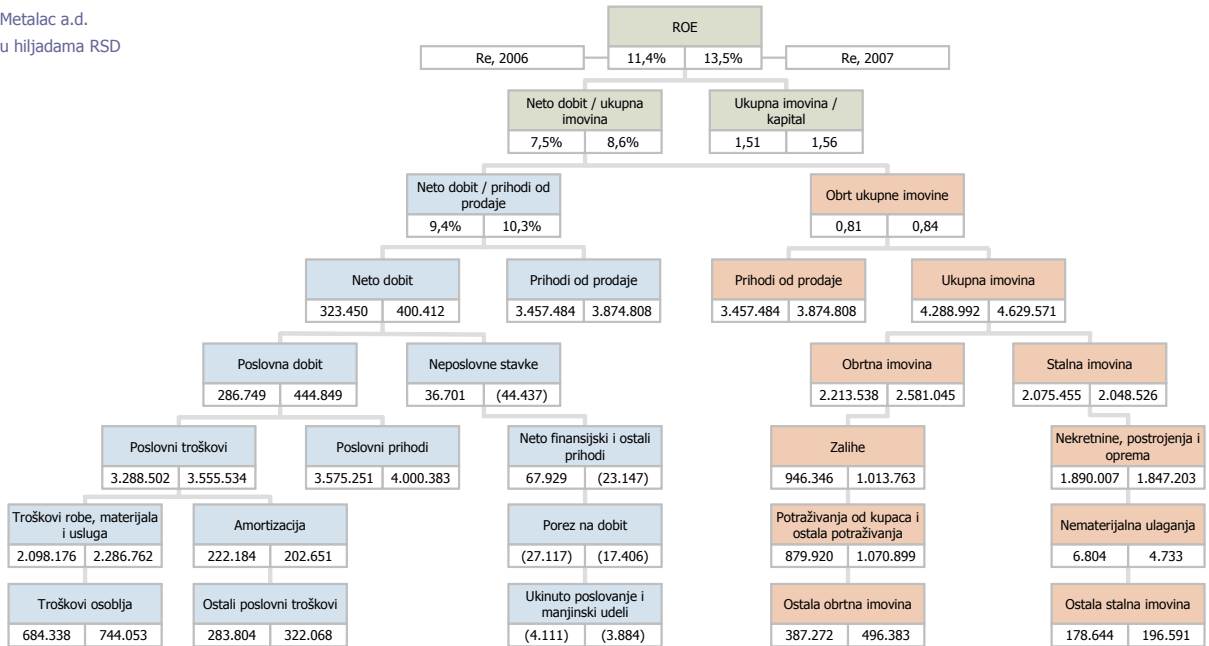 Metalac a.d.
u hiljadama RSD
ROE
Re, 2006
11,4% 13,5%
Re, 2007
Neto dobit / ukupna
imovina
7,5% 8,6%
Ukupna imovina /
kapital
1,51 1,56
Neto dobit / prihodi od
prodaje
9,4% 10,3%
Obrt ukupne imovine
0,81 0,84
Neto dobit
323.450 400.412
Prihodi od prodaje
3.457.484 3.874.808
Prihodi od prodaje
3.457.484 3.874.808
Ukupna imovina
4.288.992 4.629.571
Poslovna dobit
286.749 444.849
Neposlovne stavke
36.701 (44.437)
Obrtna imovina
2.213.538 2.581.045
Stalna imovina
2.075.455 2.048.526
Poslovni troškovi
3.288.502 3.555.534
Poslovni prihodi
3.575.251 4.000.383
Neto finansijski i ostali
prihodi
67.929 (23.147)
Zalihe
946.346 1.013.763
Nekretnine, postrojenja i
oprema
1.890.007 1.847.203
Troškovi robe, materijala
i usluga
2.098.176 2.286.762
Amortizacija
222.184 202.651
Porez na dobit
(27.117) (17.406)
Potraživanja od kupaca i
ostala potraživanja
879.920 1.070.899
Nematerijalna ulaganja
6.804 4.733
Troškovi osoblja
684.338 744.053
Ostali poslovni troškovi
283.804 322.068
Ukinuto poslovanje i
manjinski udeli
(4.111) (3.884)
Ostala obrtna imovina
387.272 496.383
Ostala stalna imovina
178.644 196.591